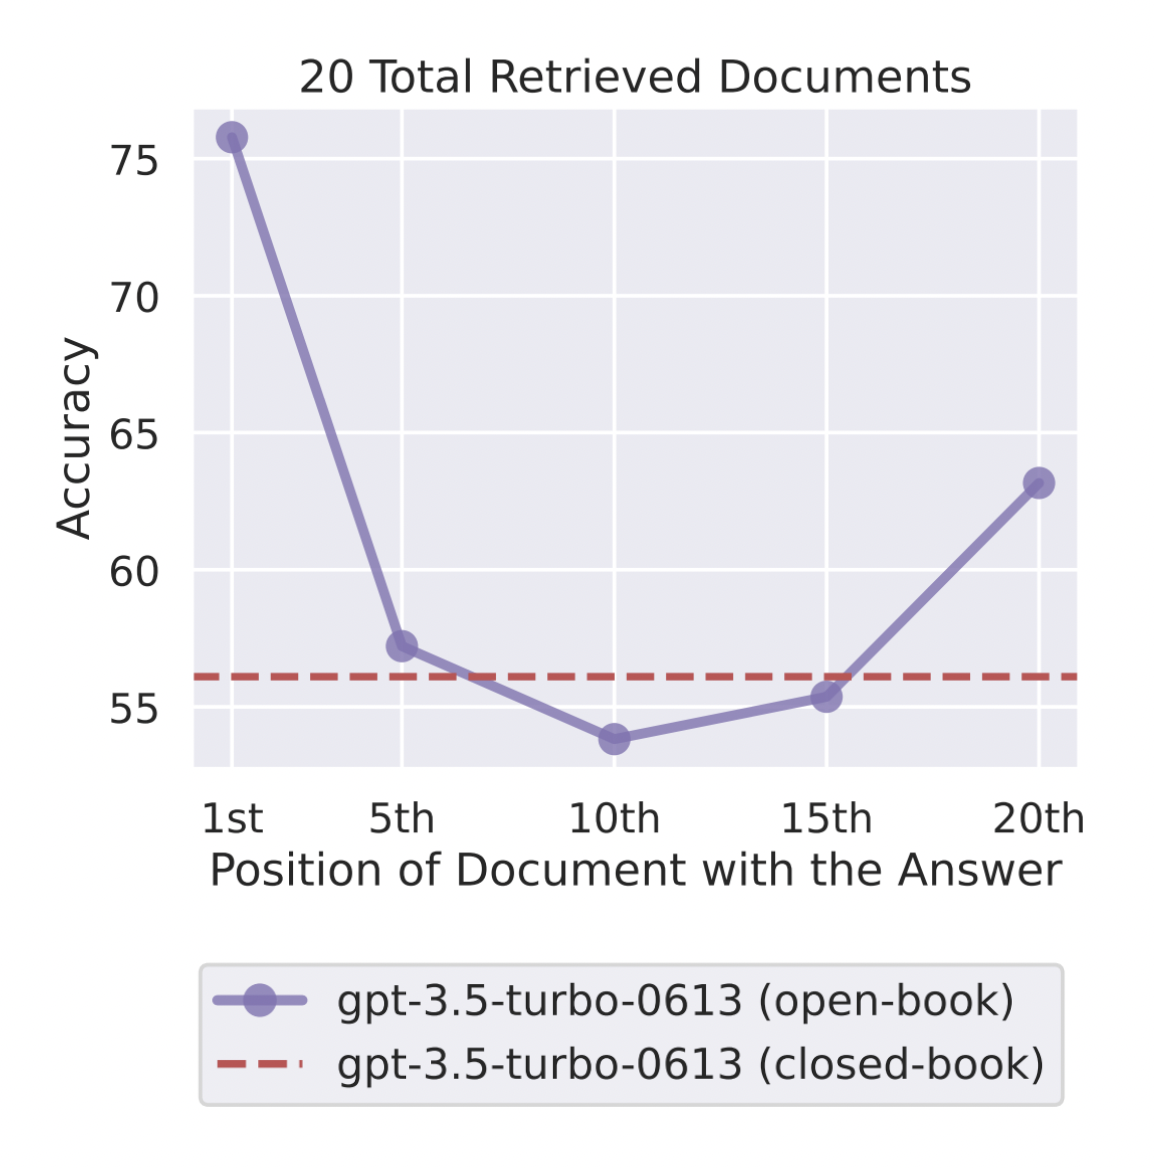 20 Total Retrieved Documents
75
70
65
60
55
Accuracy
1st 5th 10th 15th 20th
Position of Document with the Answer
gpt-3.5-turbo-0613 (open-book)
gpt-3.5-turbo-0613 (closed-book)